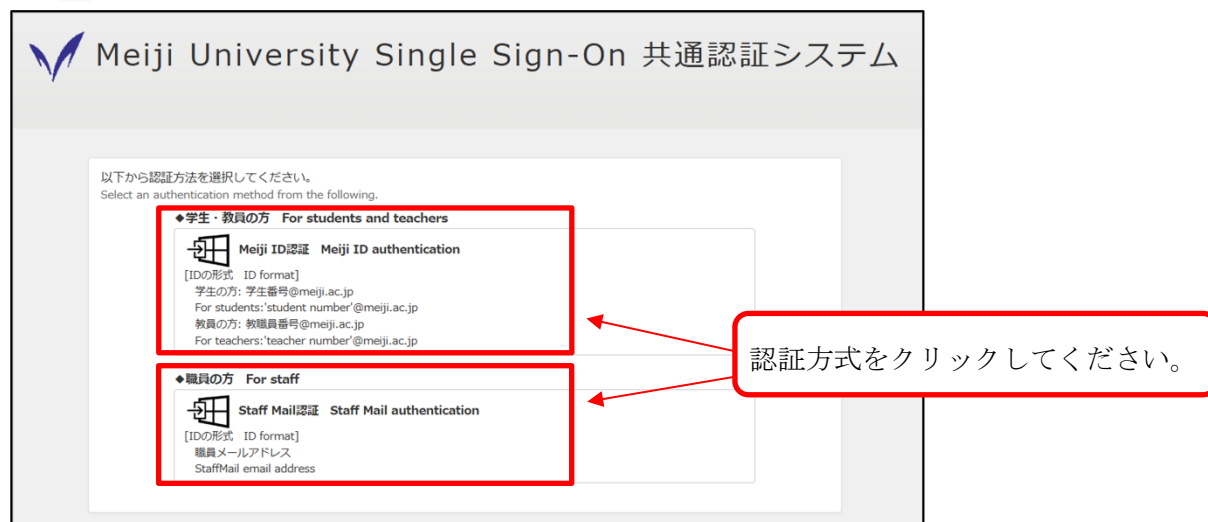 Meiji University Single Sign-On 共通認証システム
以下から認証方法を選択してください。
Select an authentication method from the following.
◆学生・教員の方 For students and teachers
Meiji ID認証 Meiji ID authentication
[IDの形式 ID format]
学生の方: 学生番号@meiji.ac.jp
For students:'student number'@meiji.ac.jp
教員の方: 教職員番号@meiji.ac.jp
For teachers:'teacher number'@meiji.ac.jp
認証方式をクリックしてください。
◆職員の方 For staff
Staff Mail認証 Staff Mail authentication
[IDの形式 ID format]
職員メールアドレス
StaffMail email address